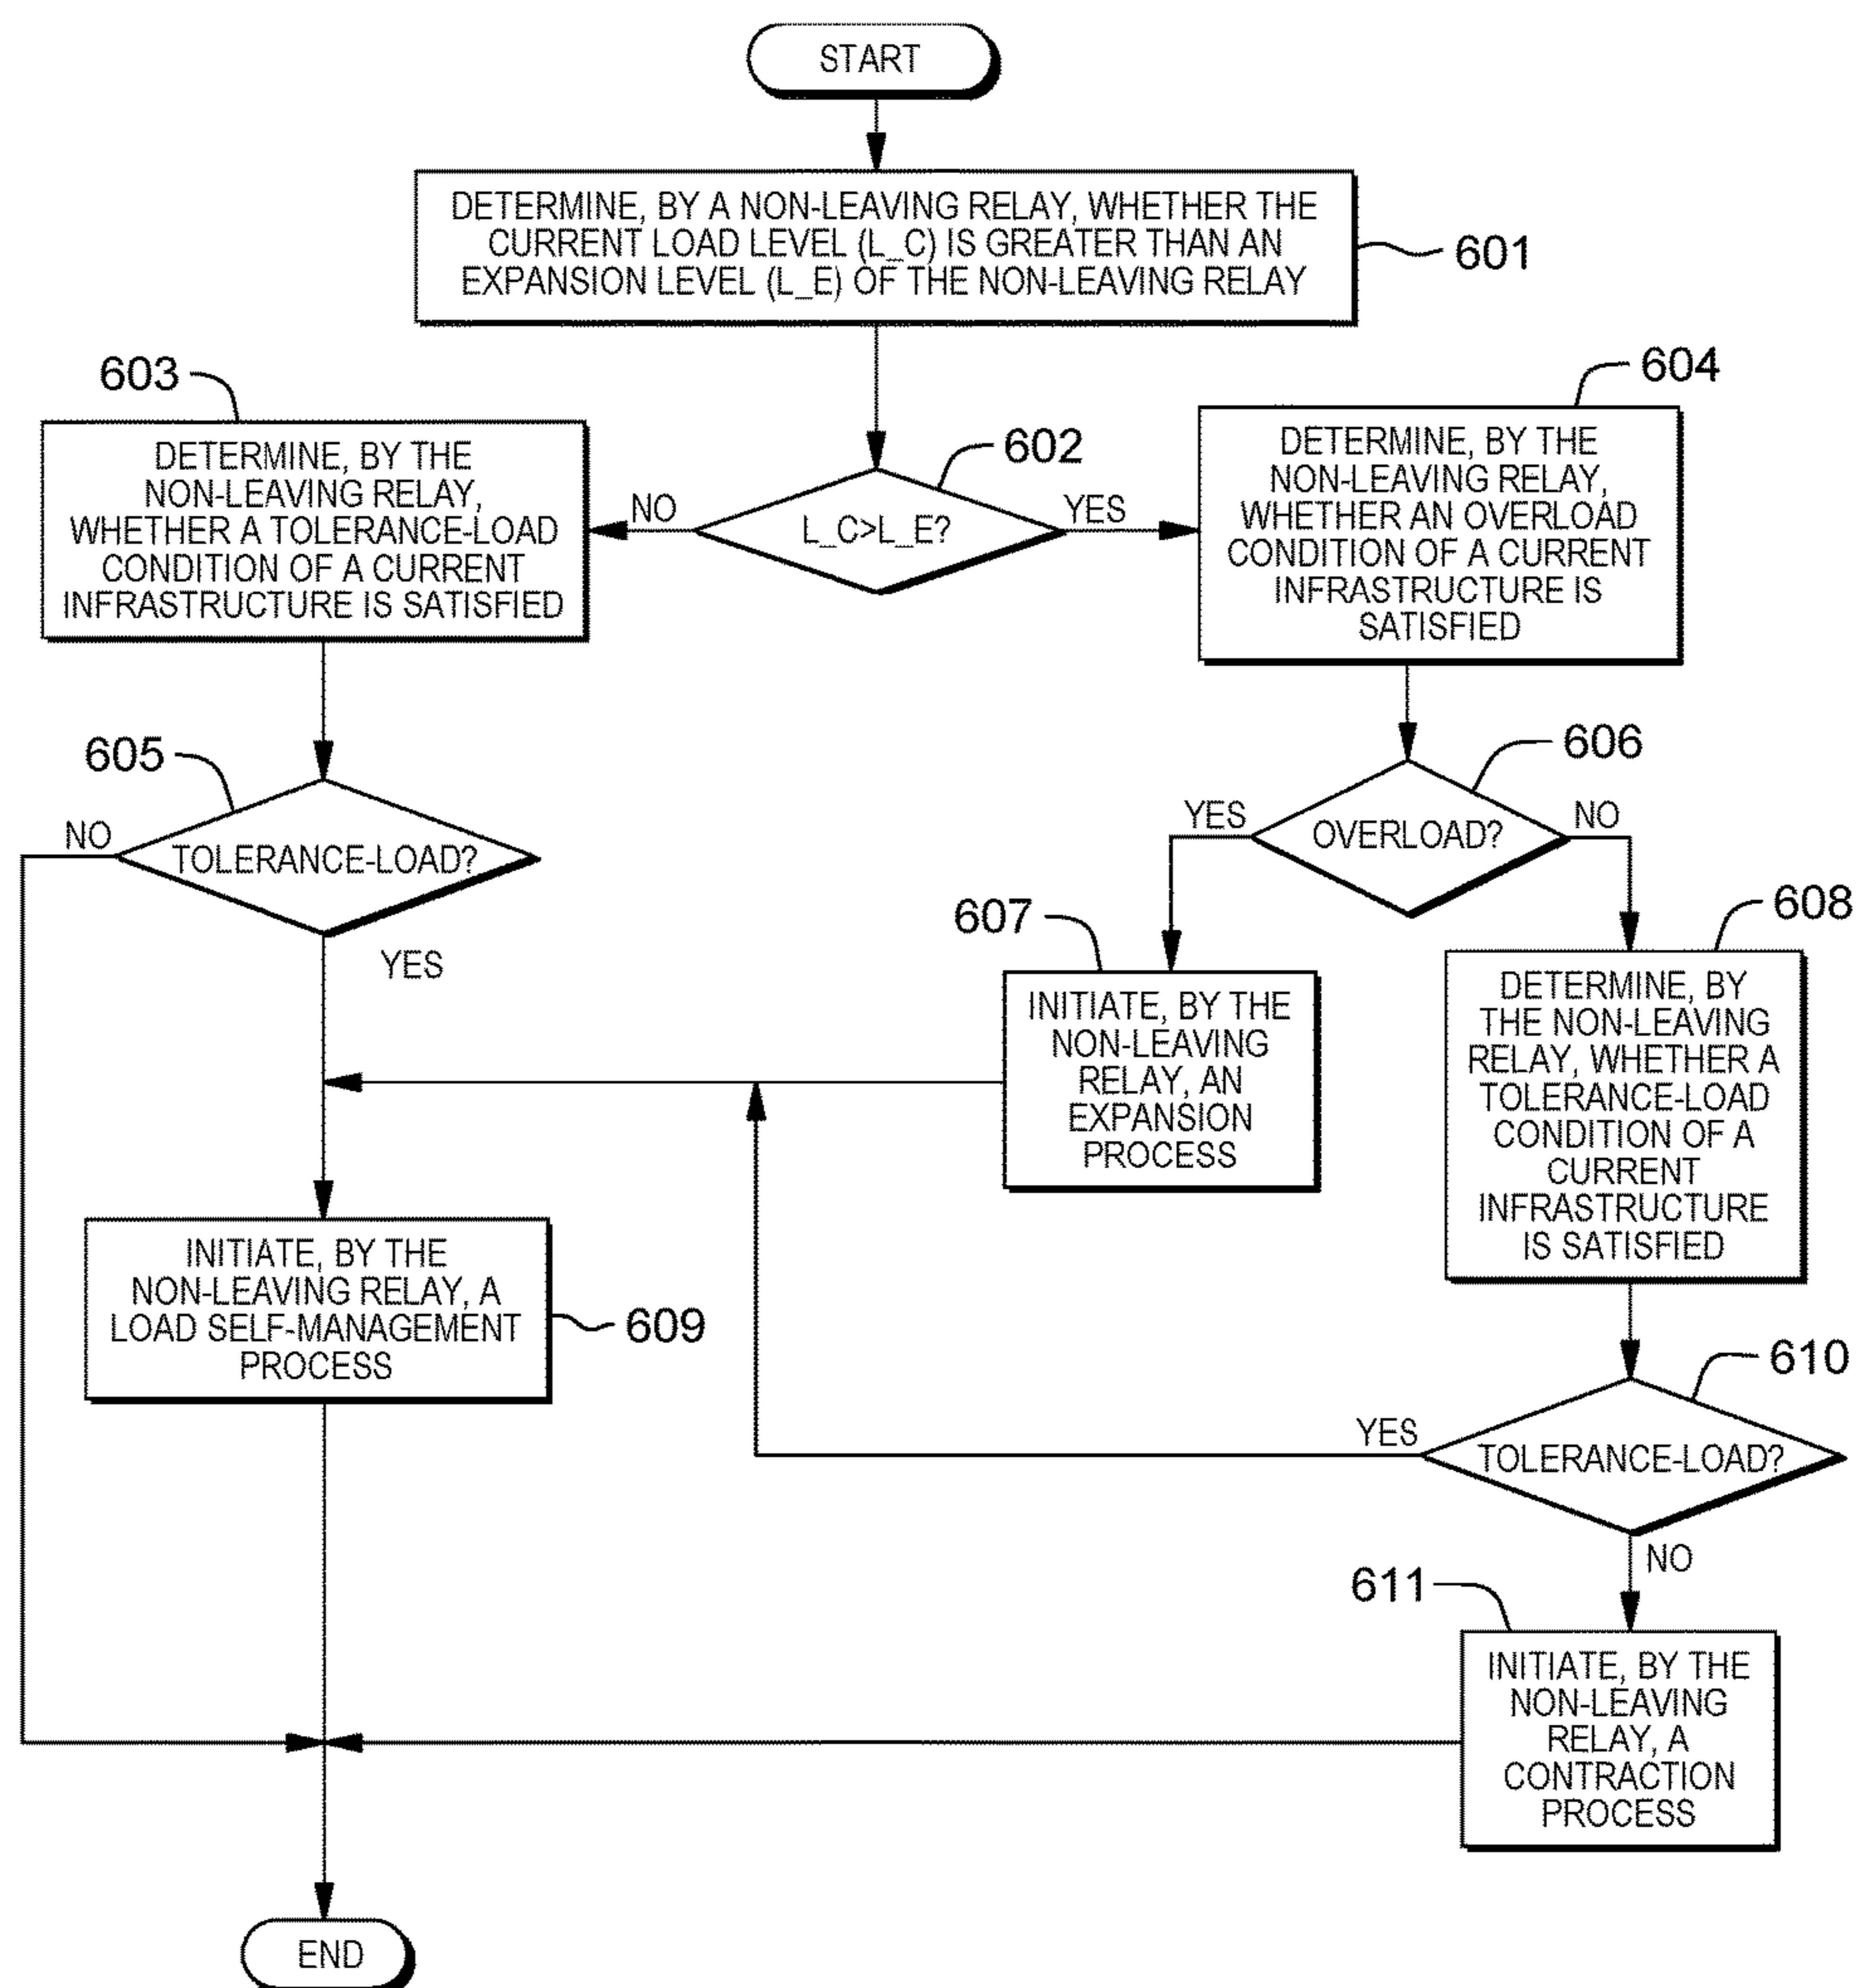 START
DETERMINE, BY A NON-LEAVING RELAY, WHETHER THE
CURRENT LOAD LEVEL (L_C) IS GREATER THAN AN
EXPANSION LEVEL (L_E) OF THE NON-LEAVING RELAY
601
603
DETERMINE, BY THE
NON-LEAVING RELAY,
WHETHER A TOLERANCE-LOAD
CONDITION OF A CURRENT
INFRASTRUCTURE IS SATISFIED
602
NO
L_C>L_E?
YES
604
DETERMINE, BY THE
NON-LEAVING RELAY,
WHETHER AN OVERLOAD
CONDITION OF A CURRENT
INFRASTRUCTURE IS
SATISFIED
605
NO
TOLERANCE-LOAD?
YES
606
YES
OVERLOAD?
NO
607
INITIATE, BY THE
NON-LEAVING
RELAY, AN
EXPANSION
PROCESS
608
DETERMINE, BY
THE NON-LEAVING
RELAY, WHETHER A
TOLERANCE-LOAD
CONDITION OF A
CURRENT
INFRASTRUCTURE
IS SATISFIED
INITIATE, BY THE
NON-LEAVING RELAY, A
LOAD SELF-MANAGEMENT
PROCESS
609
610
YES
TOLERANCE-LOAD?
NO
611
INITIATE, BY THE
NON-LEAVING
RELAY, A
CONTRACTION
PROCESS
END